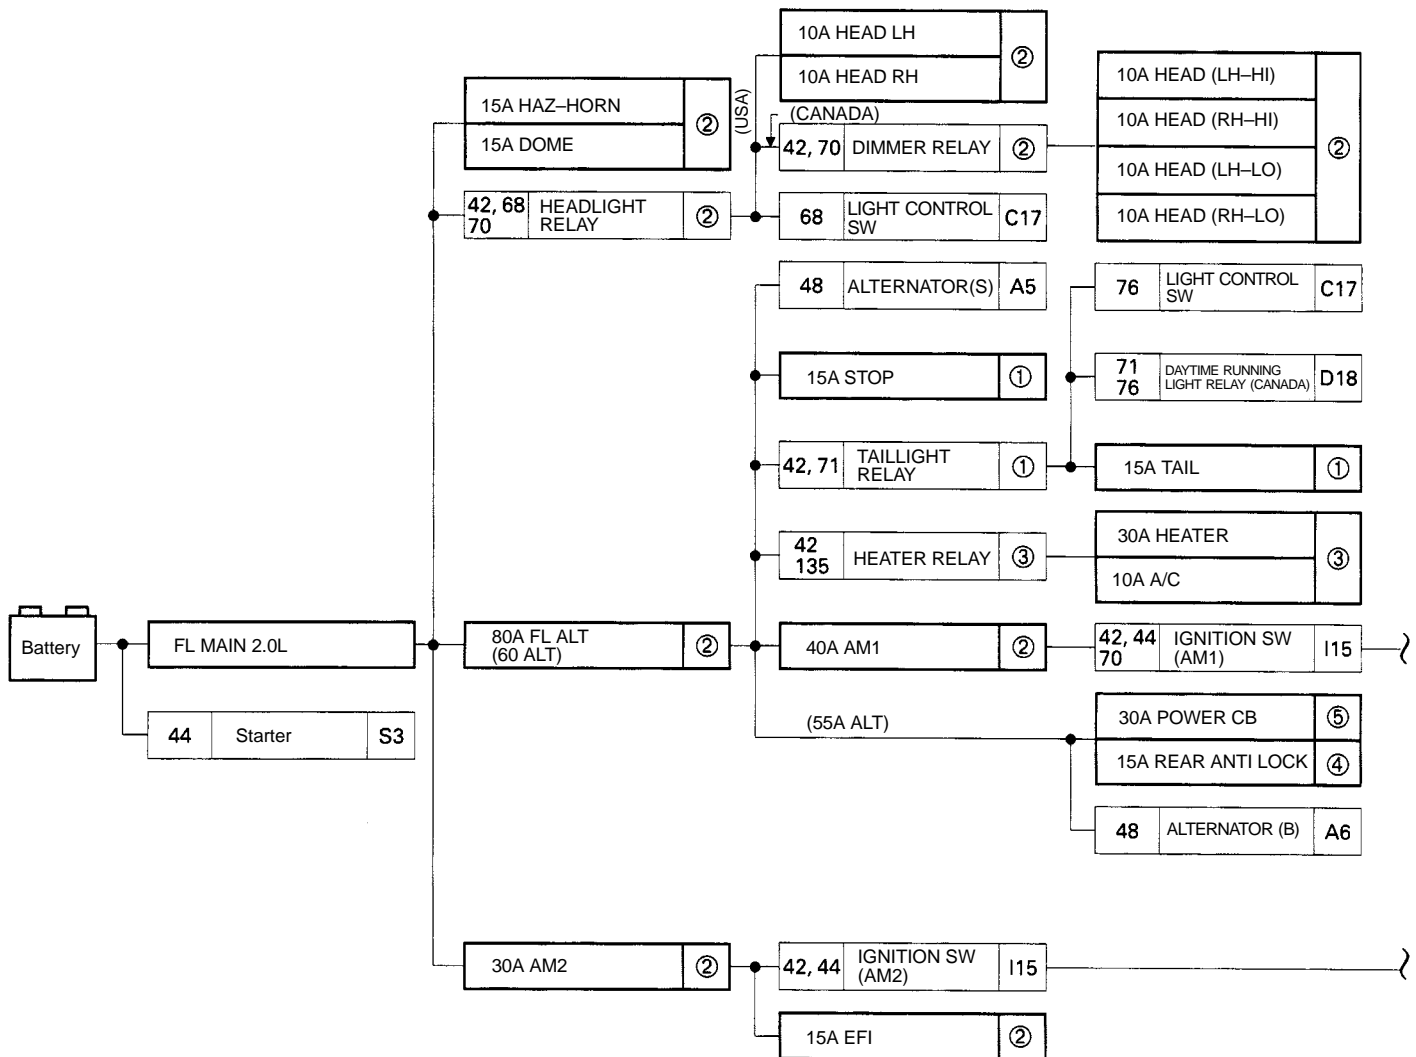 10A HEAD LH
10A HEAD RH
②
15A HAZ–HORN
15A DOME
②
(USA)
(CANADA)
42, 70 DIMMER RELAY ②
10A HEAD (LH–HI)
10A HEAD (RH–HI)
10A HEAD (LH–LO)
10A HEAD (RH–LO)
②
42, 68
70
HEADLIGHT
RELAY
②
68
LIGHT CONTROL
SW
C17
48 ALTERNATOR(S) A5
76
LIGHT CONTROL
SW
C17
15A STOP ①
71
76
DAYTIME RUNNING
LIGHT RELAY (CANADA)
D18
42, 71
TAILLIGHT
RELAY
①
15A TAIL ①
42
135
HEATER RELAY ③
30A HEATER
10A A/C
③
Battery
FL MAIN 2.0L
80A FL ALT
(60 ALT)
②
40A AM1 ②
42, 44
70
IGNITION SW
(AM1)
I15
44 Starter S3
(55A ALT)
30A POWER CB ⑤
15A REAR ANTI LOCK ④
48 ALTERNATOR (B) A6
30A AM2 ②
42, 44
IGNITION SW
(AM2)
I15
15A EFI ②